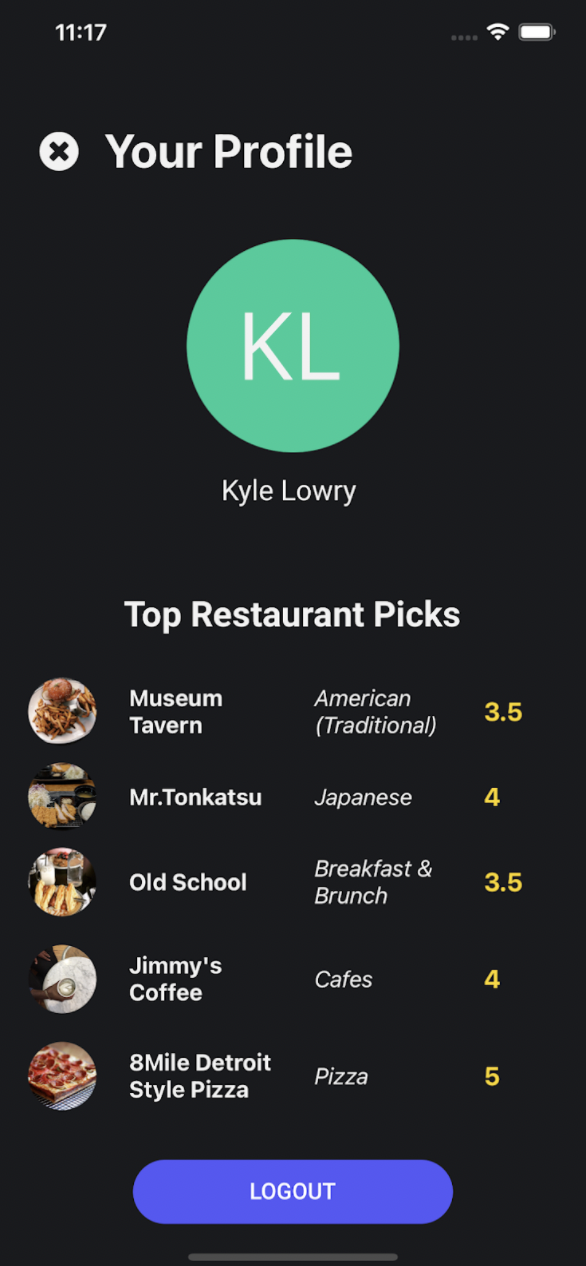 11:17
Your Profile
KL
Kyle Lowry
Top Restaurant Picks
Museum
Tavern
American
(Traditional)
3.5
Mr.Tonkatsu
Japanese
4
Old School
Breakfast &
Brunch
3.5
Jimmy's
Coffee
Cafes
4
8Mile Detroit
Style Pizza
Pizza
5
LOGOUT